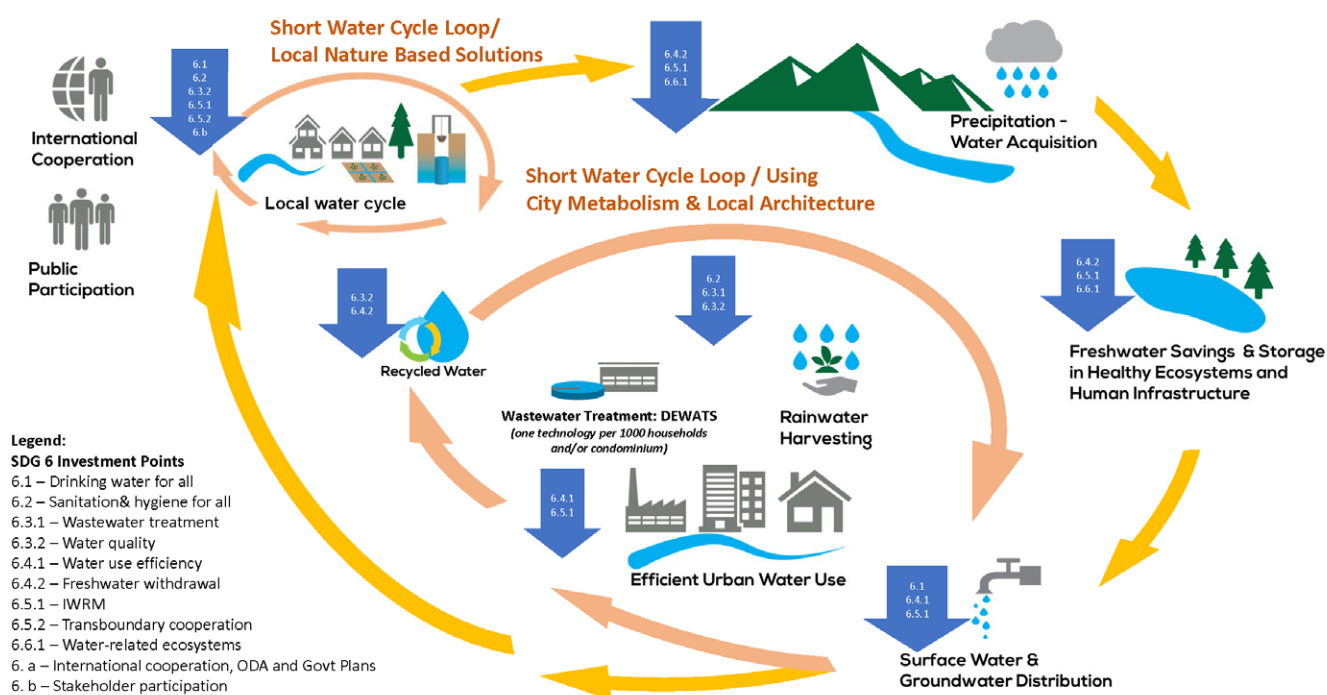 Short Water Cycle Loop/
Local Nature Based Solutions
6.1
6.2
6.3.2
6.5.1
6.5.2
6.b
International
Cooperation
Public
Participation
Local water cycle
6.4.2
6.5.1
6.6.1
Precipitation -
Water Acquisition
Short Water Cycle Loop / Using
City Metabolism & Local Architecture
6.3.2
6.4.2
Recycled Water
6.2
6.3.1
6.3.2
6.4.2
6.5.1
6.6.1
Freshwater Savings & Storage
in Healthy Ecosystems and
Human Infrastructure
Wastewater Treatment: DEWATS
(one technology per 1000 households
and/or condominium)
Rainwater
Harvesting
6.4.1
6.5.1
Efficient Urban Water Use
6.1
6.4.1
6.5.1
Surface Water &
Groundwater Distribution
Legend:
SDG 6 Investment Points
6.1 – Drinking water for all
6.2 – Sanitation& hygiene for all
6.3.1 – Wastewater treatment
6.3.2 – Water quality
6.4.1 – Water use efficiency
6.4.2 – Freshwater withdrawal
6.5.1 – IWRM
6.5.2 – Transboundary cooperation
6.6.1 – Water-related ecosystems
6. a – International cooperation, ODA and Govt Plans
6. b – Stakeholder participation